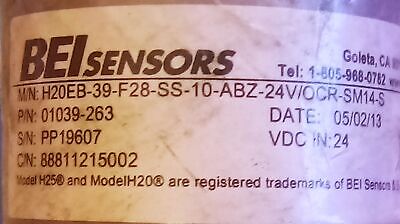 BEI SENSORS
Goleta, CA
Tel: 1-805-968-0782
M/N: H20EB-39-F28-SS-10-ABZ-24V/OCR-SM14-S
P/N: 01039-263
DATE: 05/02/13
S/N: PP19607
VDC IN: 24
C/N: 88811215002
Model H25® and ModelH20® are registered trademarks of BEI Sensors &